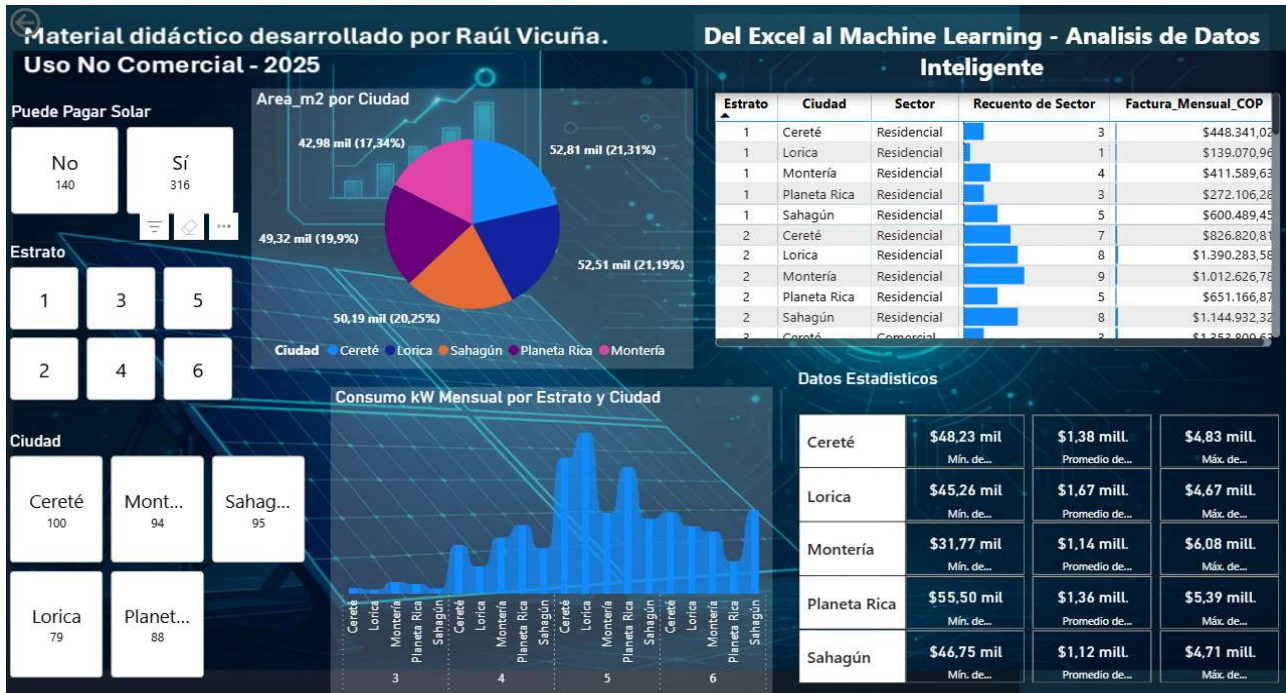 Material didáctico desarrollado por Raúl Vicuña.
Uso No Comercial - 2025
Del Excel al Machine Learning - Analisis de Datos
Inteligente
Puede Pagar Solar
No
140
Sí
316
Estrato
1
3
5
2
4
6
Ciudad
Cereté
100
Mont...
94
Sahag...
95
Lorica
79
Planet...
88
Area_m2 por Ciudad
42,98 mil (17,34%)
52,81 mil (21,31%)
49,32 mil (19,9%)
52,51 mil (21,19%)
50,19 mil (20,25%)
Ciudad Cereté Lorica Sahagún Planeta Rica Montería
Consumo kW Mensual por Estrato y Ciudad
Cereté
Lorica
Montería
Planeta Rica
Sahagún
Cereté
Lorica
Montería
Planeta Rica
Sahagún
Cereté
Lorica
Montería
Planeta Rica
Sahagún
Cereté
Lorica
Montería
Planeta Rica
Sahagún
3 4 5 6
Estrato Ciudad Sector Recuento de Sector Factura_Mensual_COP
1 Cereté Residencial 3 $448.341,02
1 Lorica Residencial 1 $139.070,96
1 Montería Residencial 4 $411.589,63
1 Planeta Rica Residencial 3 $272.106,28
1 Sahagún Residencial 5 $600.489,45
2 Cereté Residencial 7 $826.820,81
2 Lorica Residencial 8 $1.390.283,58
2 Montería Residencial 9 $1.012.626,78
2 Planeta Rica Residencial 5 $651.166,87
2 Sahagún Residencial 8 $1.144.932,32
Cereté Comercial
Datos Estadisticos
Cereté $48,23 mil $1,38 mill. $4,83 mill.
Mín. de... Promedio de... Máx. de...
Lorica $45,26 mil $1,67 mill. $4,67 mill.
Mín. de... Promedio de... Máx. de...
Montería $31,77 mil $1,14 mill. $6,08 mill.
Mín. de... Promedio de... Máx. de...
Planeta Rica $55,50 mil $1,36 mill. $5,39 mill.
Mín. de... Promedio de... Máx. de...
Sahagún $46,75 mil $1,12 mill. $4,71 mill.
Mín. de... Promedio de... Máx. de...